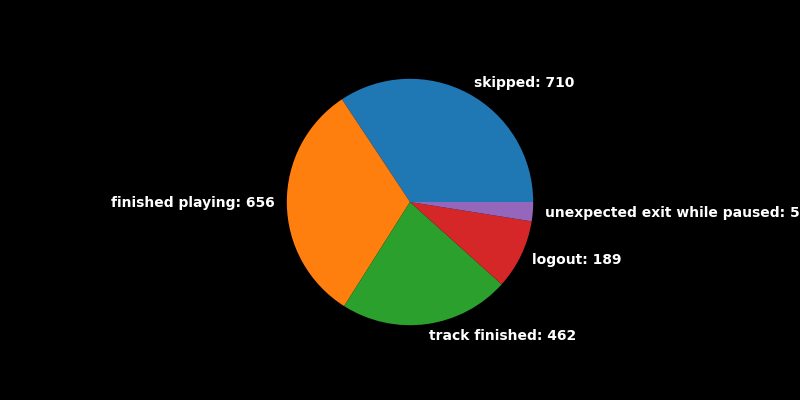 skipped: 710
finished playing: 656
unexpected exit while paused: 5
logout: 189
track finished: 462